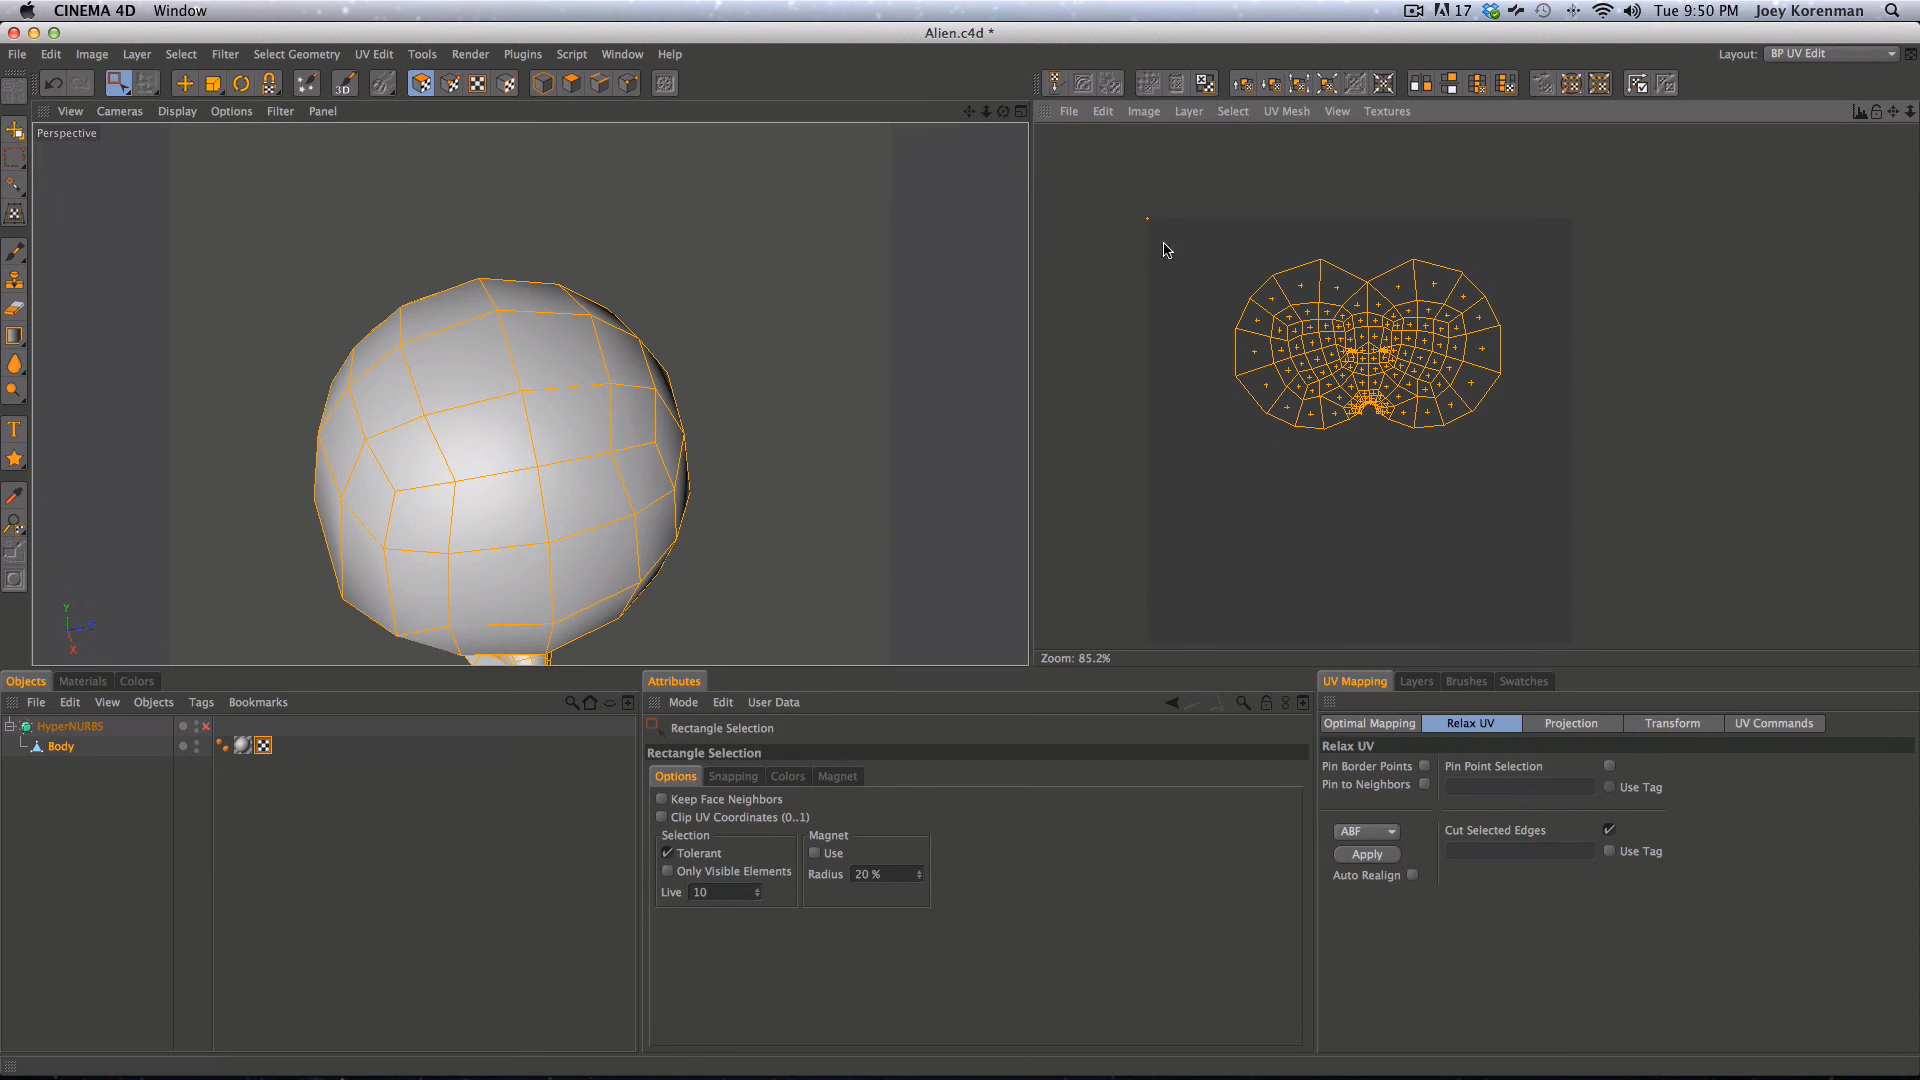 CINEMA 4D Window 17 Tue 9:50 PM Joey Korenman
Alien.c4d *
File Edit Image Layer Select Filter Select Geometry UV Edit Tools Render Plugins Script Window Help Layout: BP UV Edit
3D
View Cameras Display Options Filter Panel
File Edit Image Layer Select UV Mesh View Textures
Perspective
Y
X
Zoom: 85.2%
Objects Materials Colors
File Edit View Objects Tags Bookmarks
HyperNURBS
Body
Attributes
Mode Edit User Data
Rectangle Selection
Rectangle Selection
Options Snapping Colors Magnet
Keep Face Neighbors
Clip UV Coordinates (0..1)
Selection Magnet
Tolerant Use
Only Visible Elements Radius 20 %
Live 10
UV Mapping Layers Brushes Swatches
Optimal Mapping Relax UV Projection Transform UV Commands
Relax UV
Pin Border Points Pin Point Selection
Pin to Neighbors Use Tag
ABF Cut Selected Edges
Apply Use Tag
Auto Realign